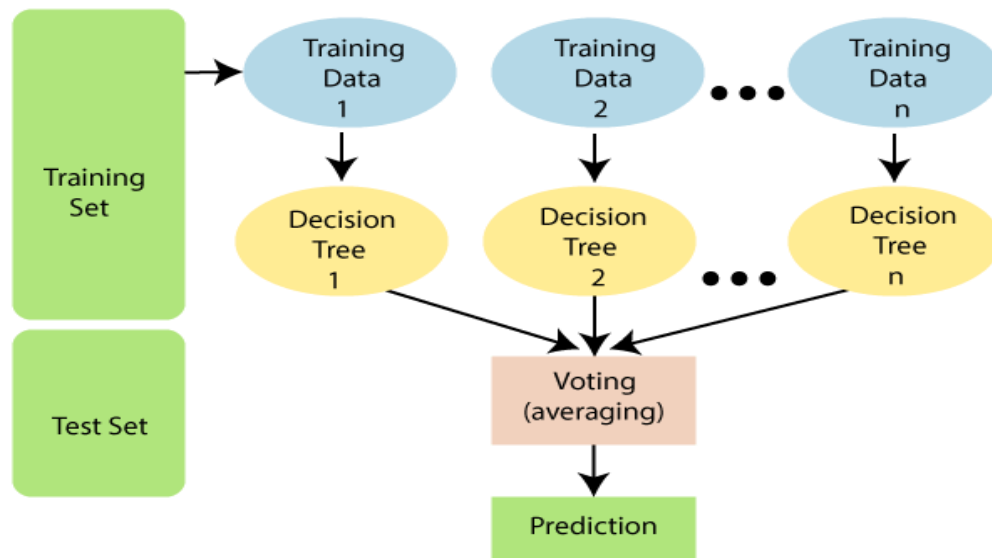 Training
Set
Test Set
Training
Data
1
Training
Data
2
Training
Data
n
Decision
Tree
1
Decision
Tree
2
Decision
Tree
n
Voting
(averaging)
Prediction